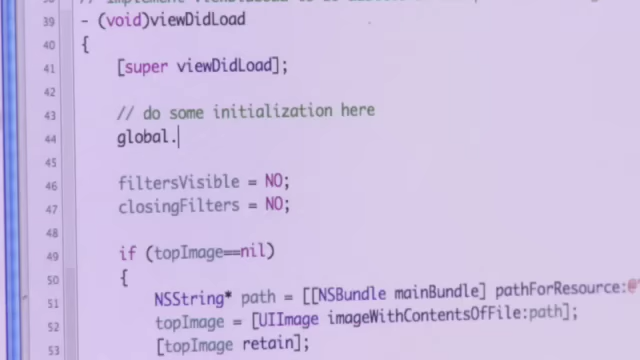 39 - (void)viewDidLoad
40 {
41 [super viewDidLoad];
42
43 // do some initialization here
44 global.
45
46 filtersVisible = NO;
47 closingFilters = NO;
48
49 if (topImage==nil)
50 {
51 NSString* path = [[NSBundle mainBundle] pathForResource:@"
52 topImage = [UIImage imageWithContentsOfFile:path];
53 [topImage retain];